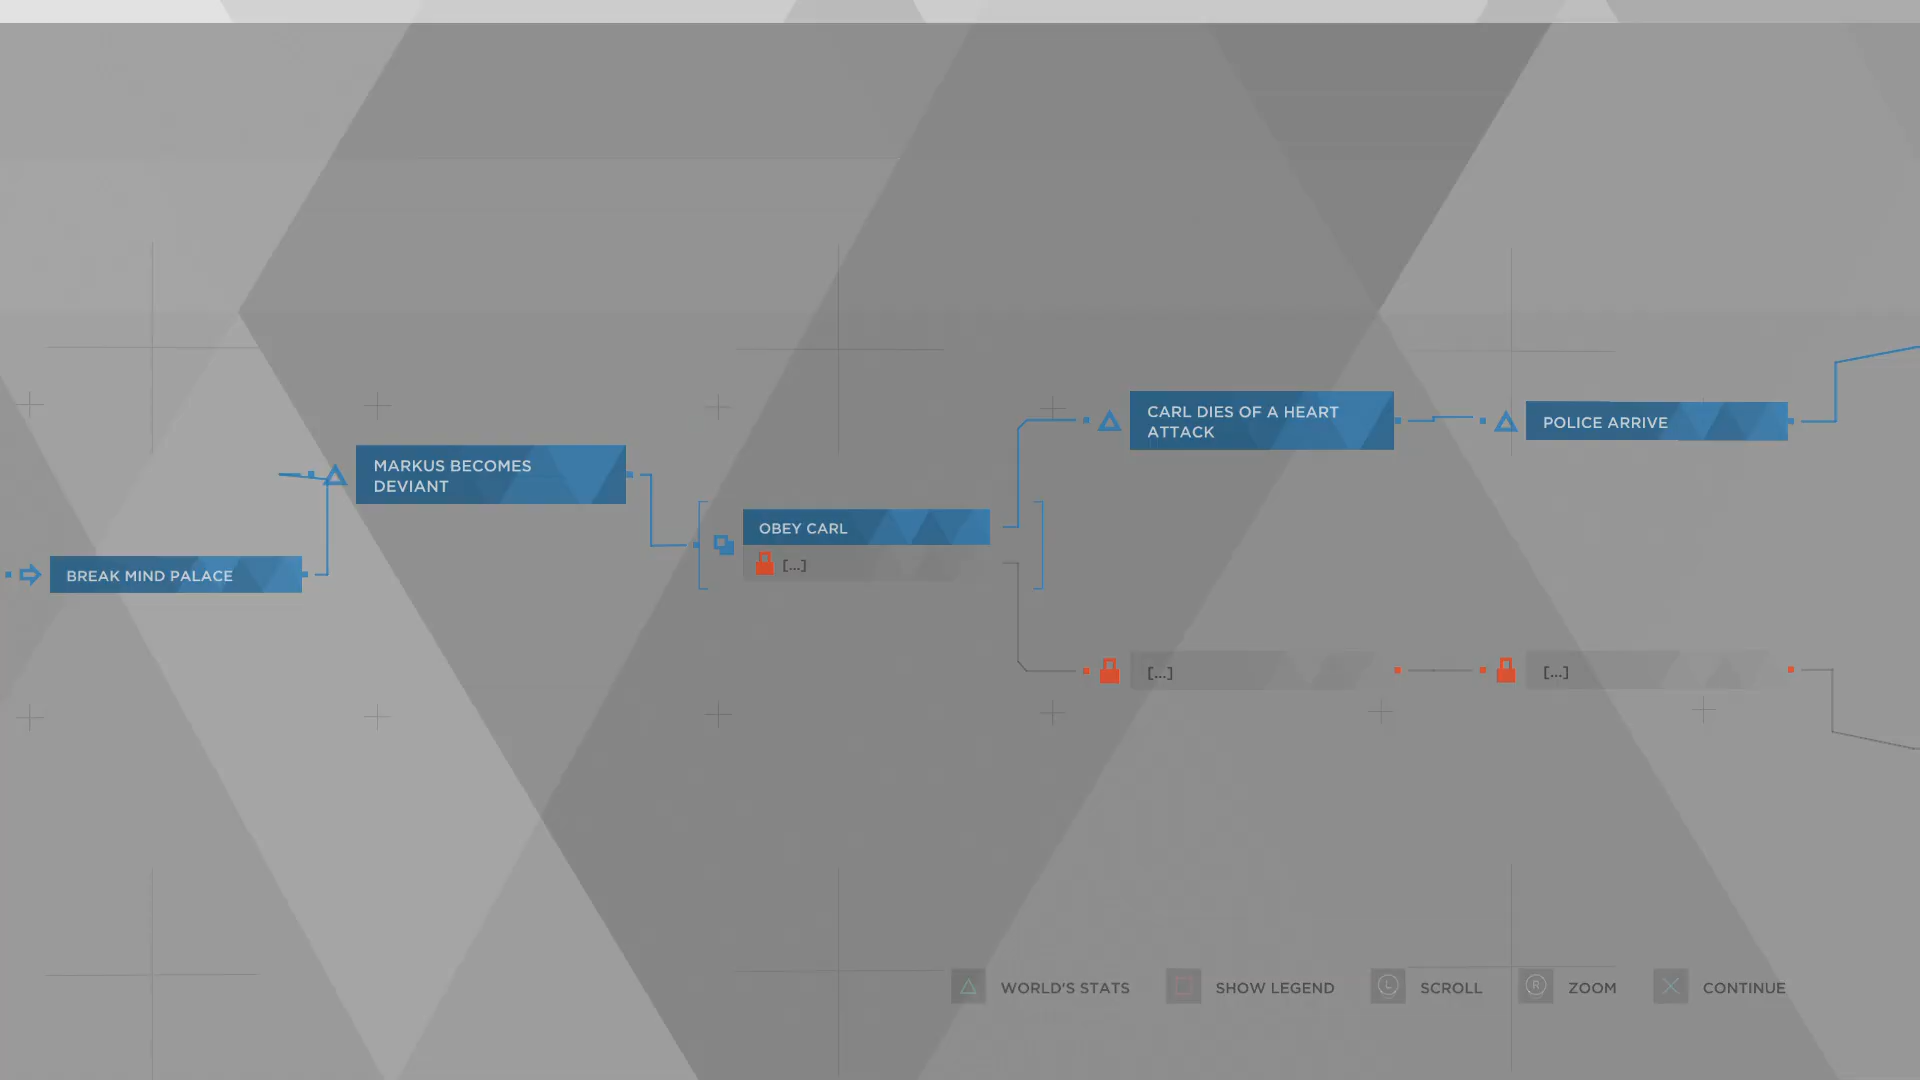 CARL DIES OF A HEART
ATTACK
POLICE ARRIVE
MARKUS BECOMES
DEVIANT
OBEY CARL
[...]
BREAK MIND PALACE
[...]
[...]
WORLD'S STATS
SHOW LEGEND
L
SCROLL
R
ZOOM
CONTINUE